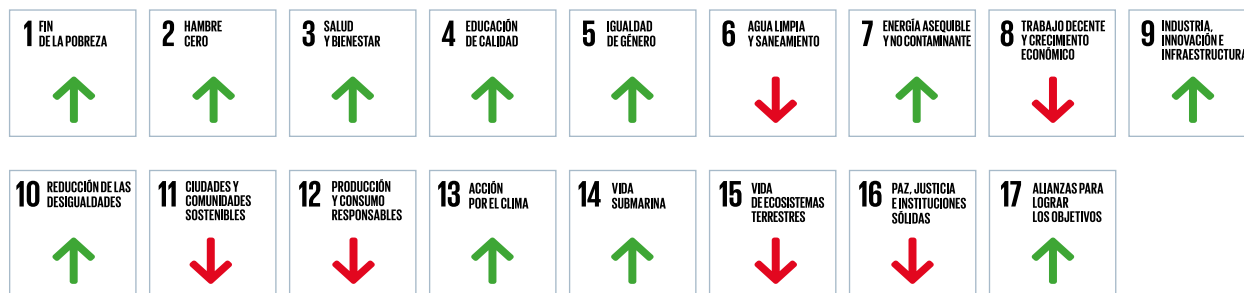 1 FIN
DE LA POBREZA
2 HAMBRE
CERO
3 SALUD
Y BIENESTAR
4 EDUCACIÓN
DE CALIDAD
5 IGUALDAD
DE GÉNERO
6 AGUA LIMPIA
Y SANEAMIENTO
7 ENERGÍA ASEQUIBLE
Y NO CONTAMINANTE
8 TRABAJO DECENTE
Y CRECIMIENTO
ECONÓMICO
9 INDUSTRIA,
INNOVACIÓN E
INFRAESTRUCTURA
10 REDUCCIÓN DE LAS
DESIGUALDADES
11 CIUDADES Y
COMUNIDADES
SOSTENIBLES
12 PRODUCCIÓN
Y CONSUMO
RESPONSABLES
13 ACCIÓN
POR EL CLIMA
14 VIDA
SUBMARINA
15 VIDA
DE ECOSISTEMAS
TERRESTRES
16 PAZ, JUSTICIA
E INSTITUCIONES
SÓLIDAS
17 ALIANZAS PARA
LOGRAR
LOS OBJETIVOS